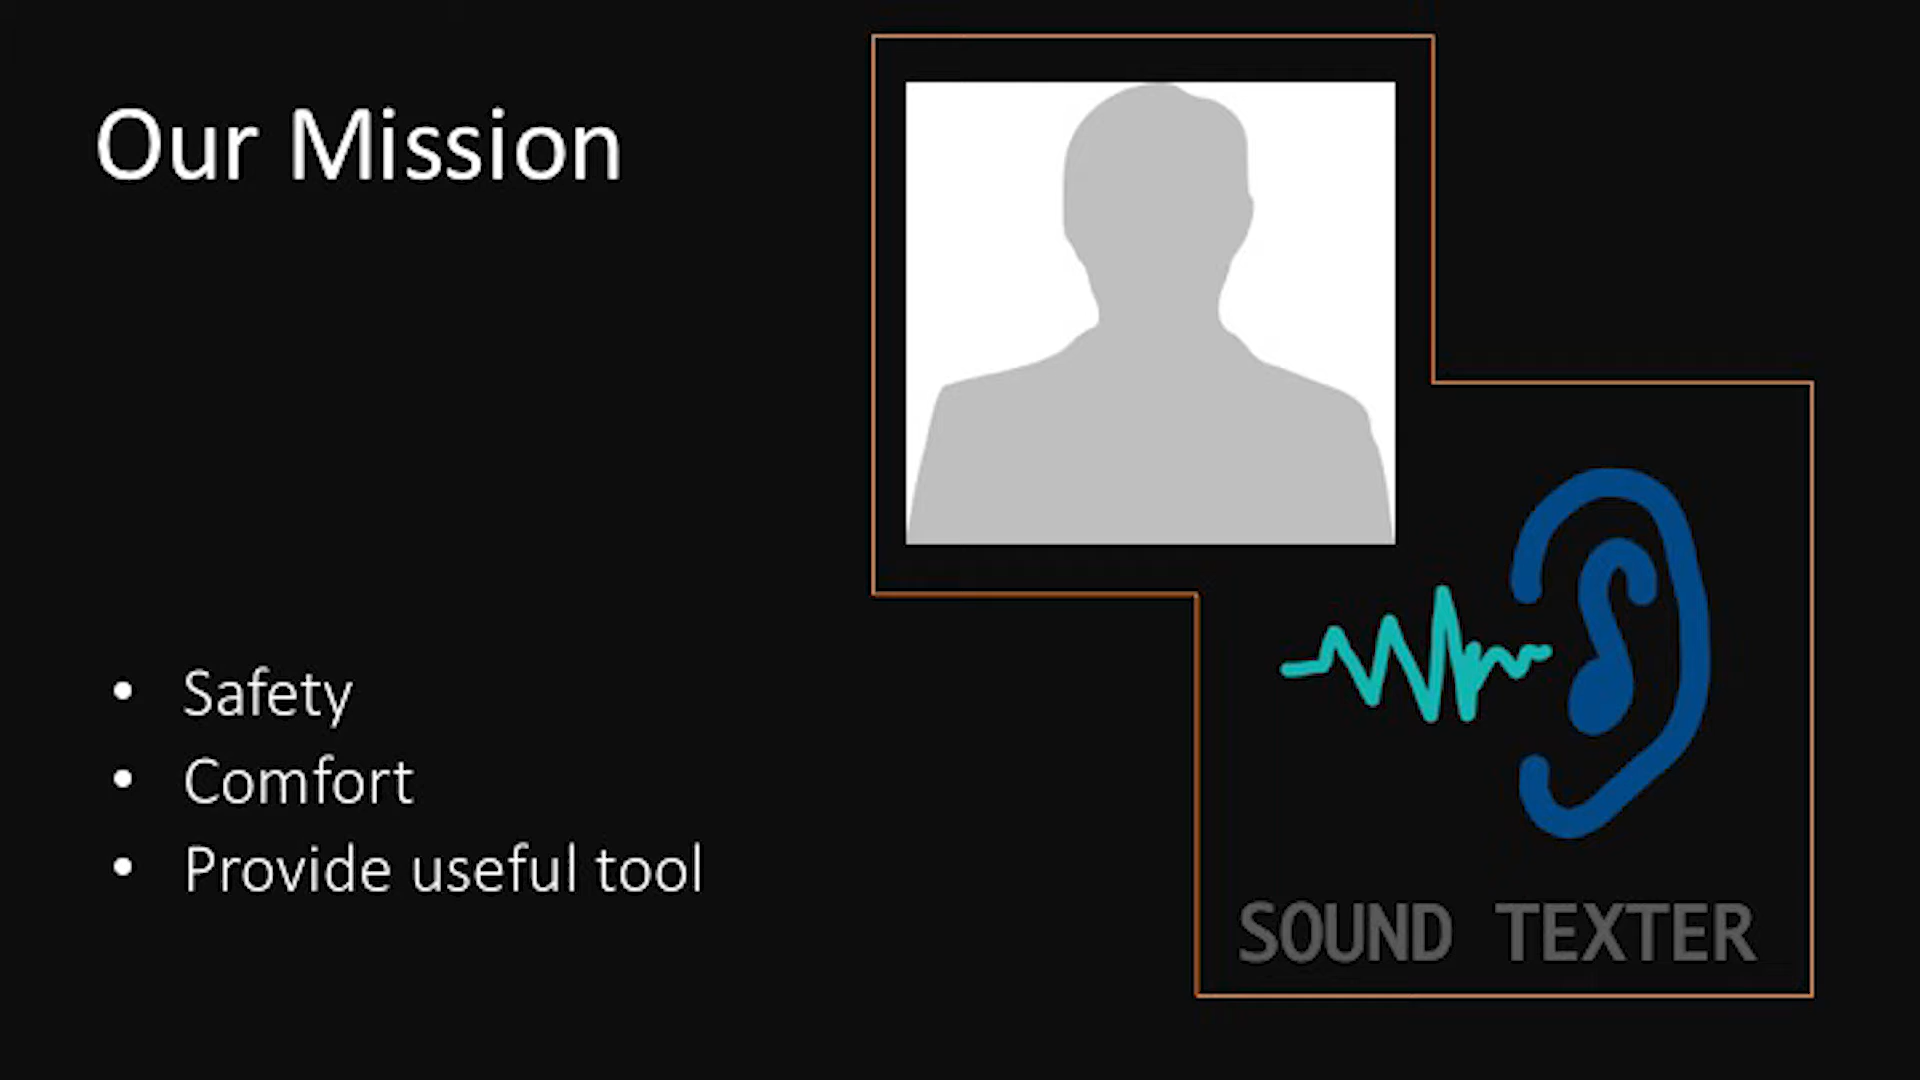 Our Mission
• Safety
• Comfort
• Provide useful tool
SOUND TEXTER